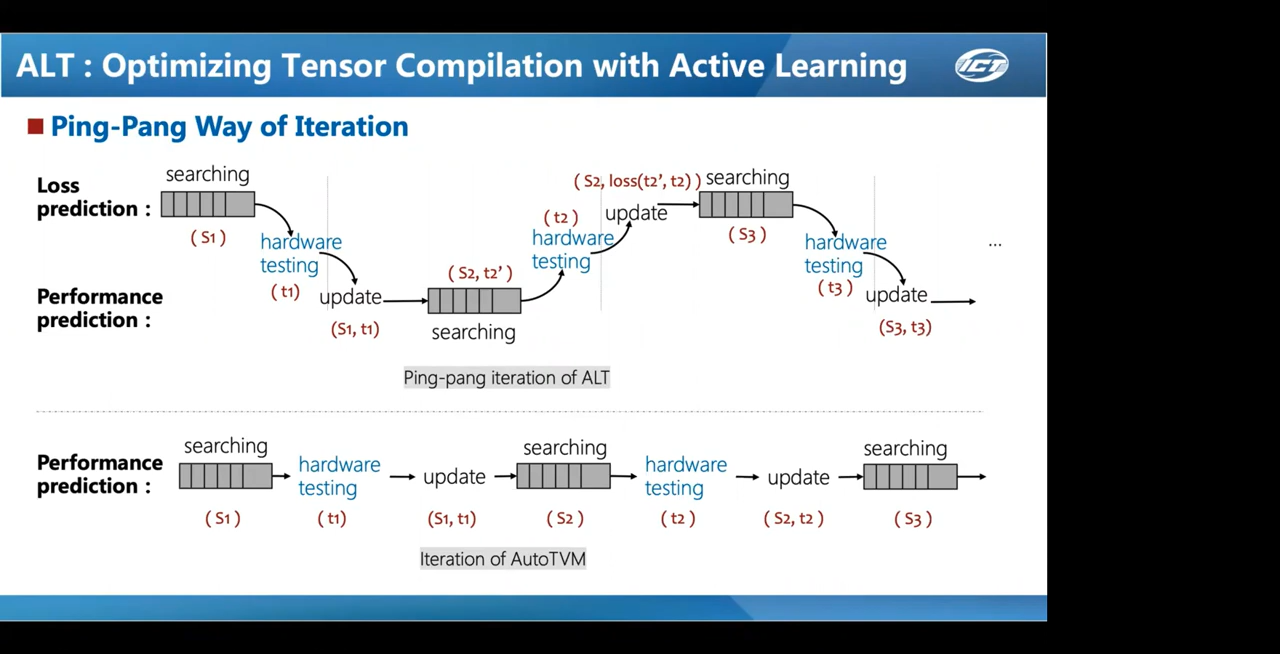 ALT : Optimizing Tensor Compilation with Active Learning
ICT
Ping-Pang Way of Iteration
Loss
prediction :
searching
( S1 )
hardware
testing
( t1 )
Performance
prediction :
update
(S1, t1)
( S2, t2’ )
searching
( t2 )
hardware
testing
( S2, loss(t2’, t2) )
update
searching
( S3 )
hardware
testing
( t3 )
update
(S3, t3)
...
Ping-pang iteration of ALT
Performance
prediction :
searching
( S1 )
hardware
testing
( t1 )
update
(S1, t1)
searching
( S2 )
hardware
testing
( t2 )
update
( S2, t2 )
searching
( S3 )
Iteration of AutoTVM